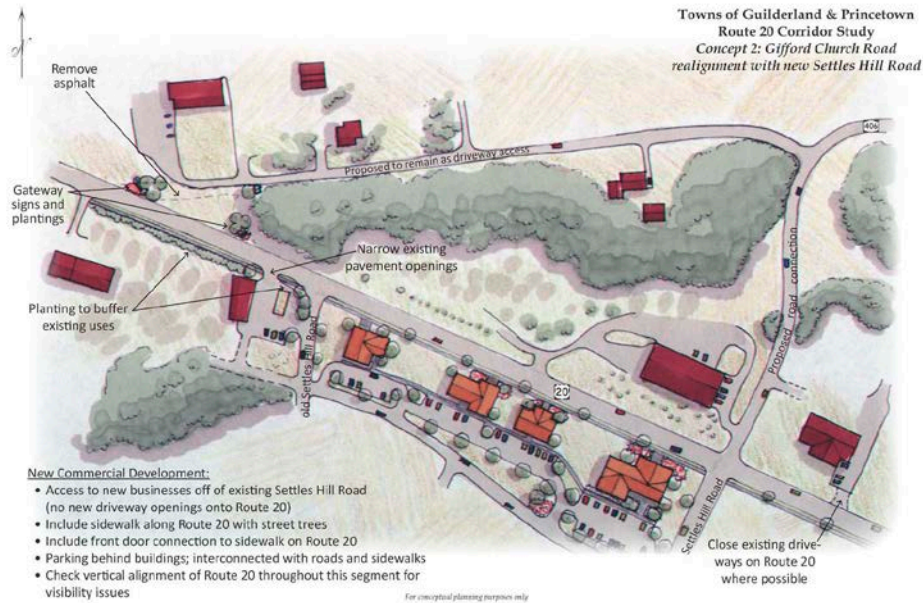 Towns of Guilderland & Princetown
Route 20 Corridor Study
Concept 2: Gifford Church Road
realignment with new Settles Hill Road
Remove
asphalt
406
Proposed to remain as driveway access
Gateway
signs and
plantings
Narrow existing
pavement openings
Proposed road connection
Planting to buffer
existing uses
old Settles Hill Road
20
Settles Hill Road
New Commercial Development:
• Access to new businesses off of existing Settles Hill Road
(no new driveway openings onto Route 20)
• Include sidewalk along Route 20 with street trees
• Include front door connection to sidewalk on Route 20
• Parking behind buildings; interconnected with roads and sidewalks
• Check vertical alignment of Route 20 throughout this segment for
visibility issues
Close existing drive-
ways on Route 20
where possible
For conceptual planning purposes only